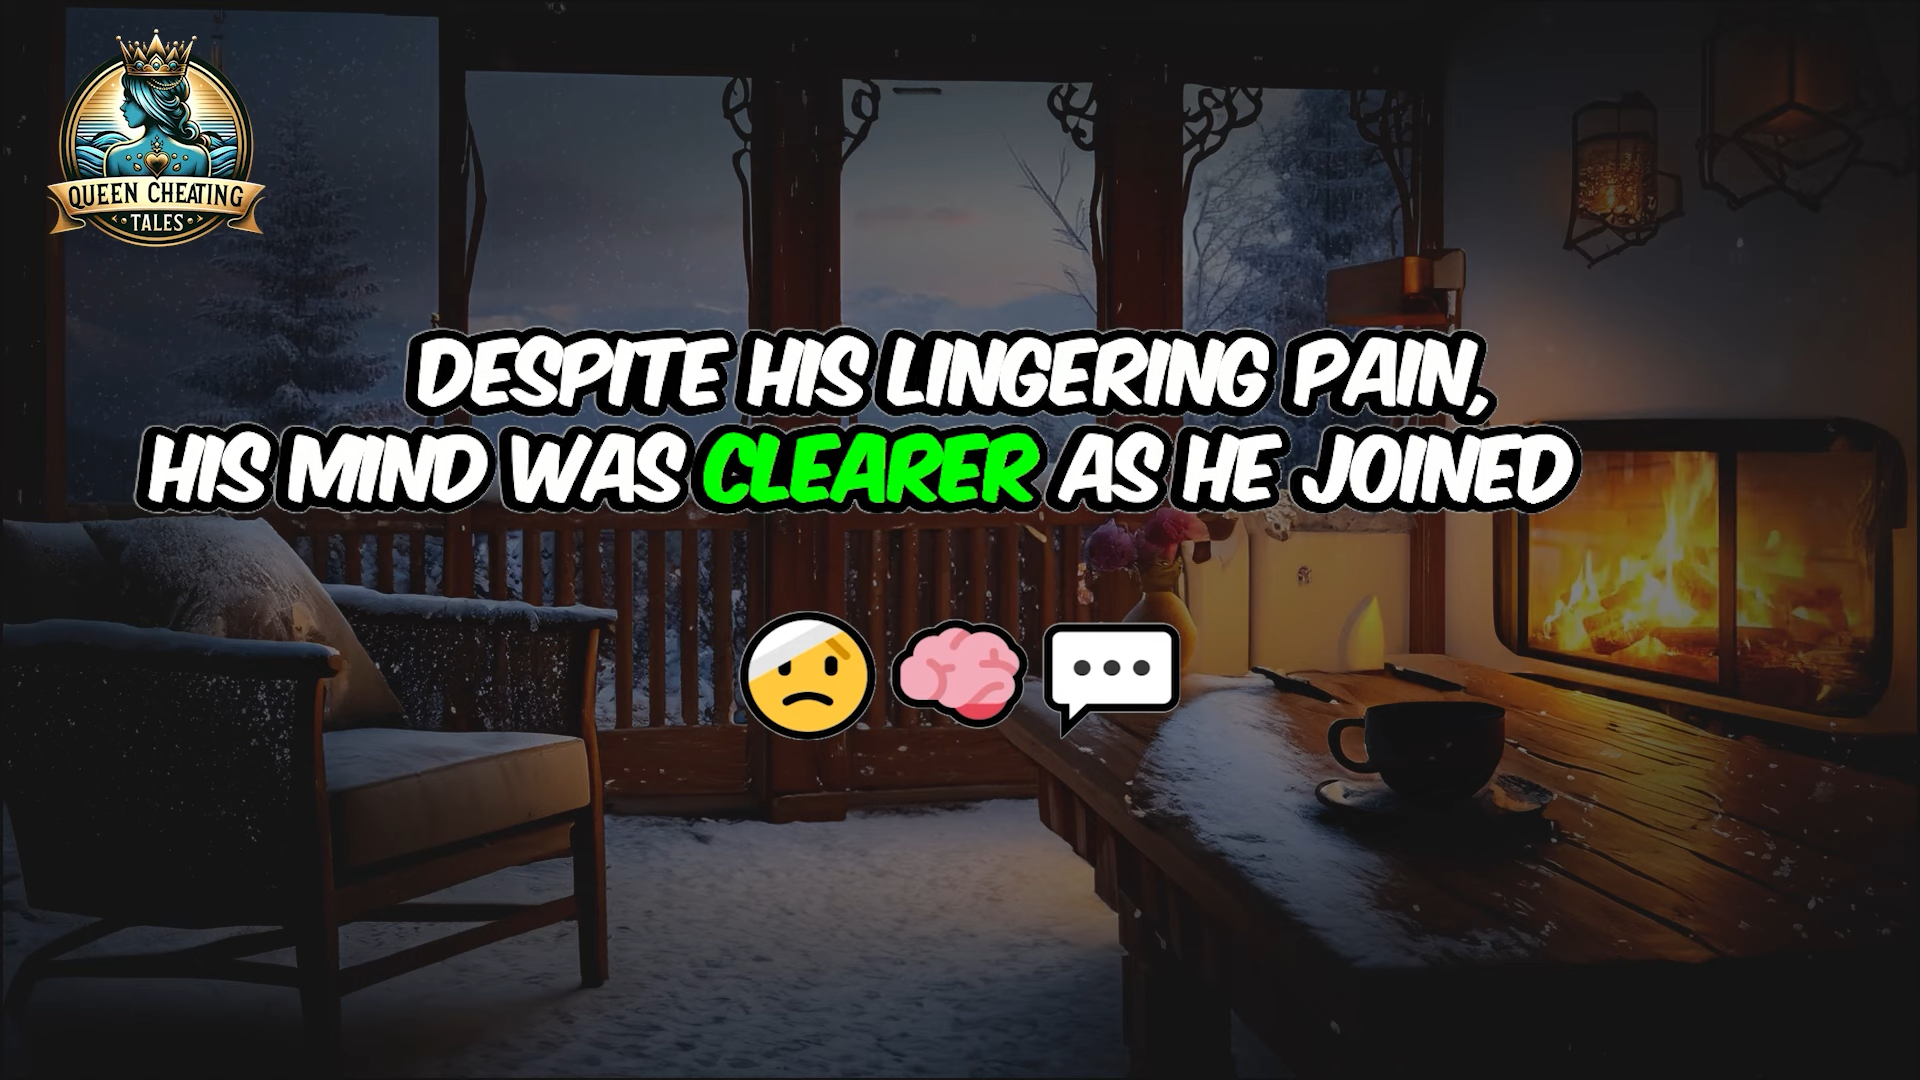 QUEEN CHEATING
TALES
DESPITE HIS LINGERING PAIN,
HIS MIND WAS CLEARER AS HE JOINED